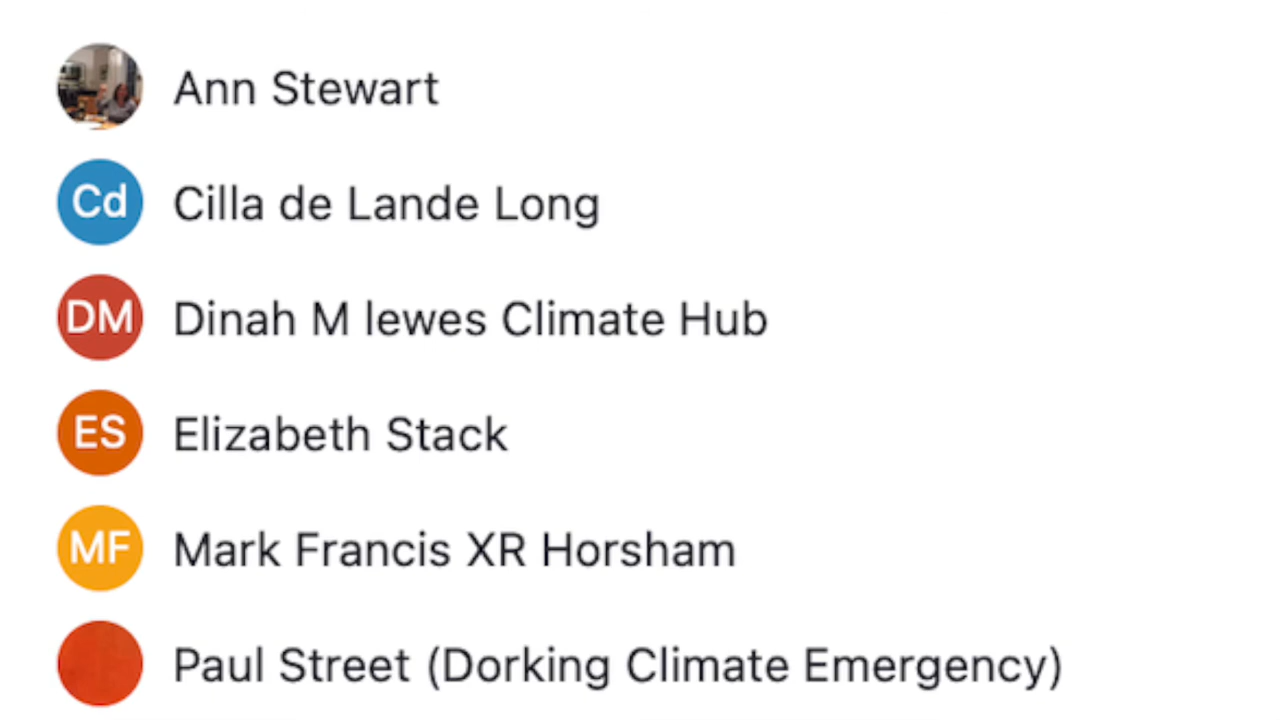 Ann Stewart
Cd Cilla de Lande Long
DM Dinah M lewes Climate Hub
ES Elizabeth Stack
MF Mark Francis XR Horsham
Paul Street (Dorking Climate Emergency)